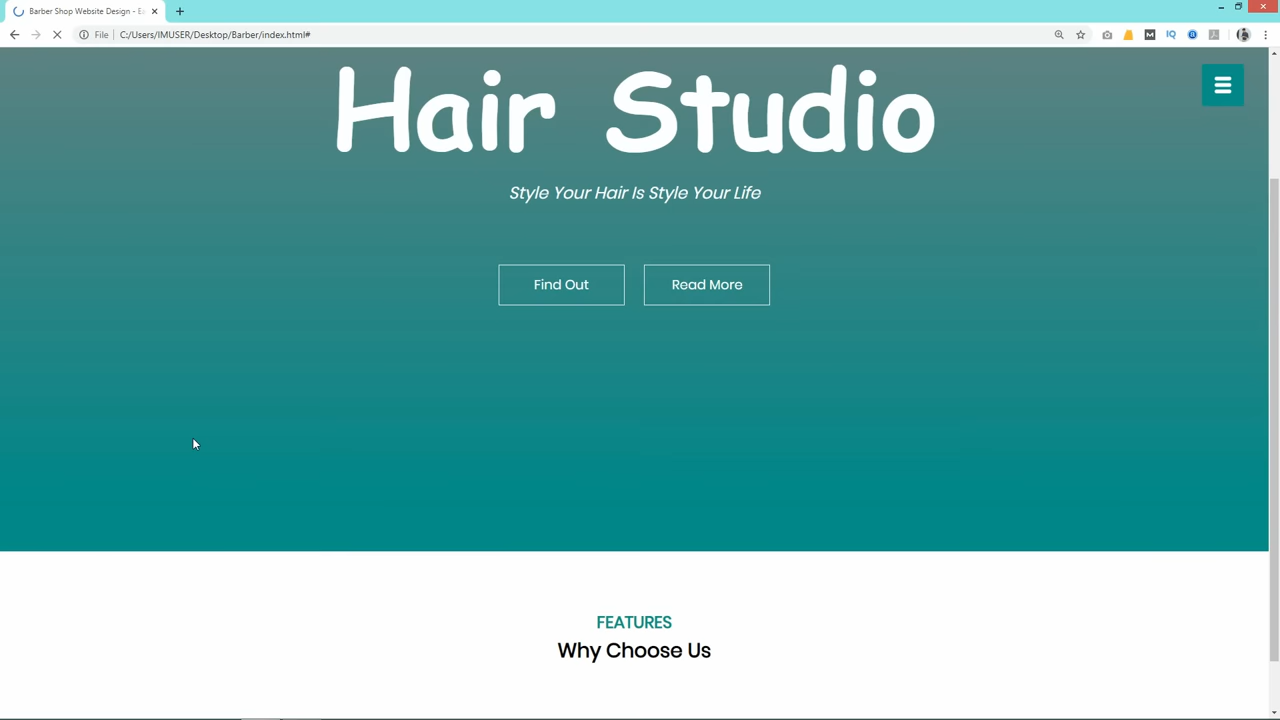 Barber Shop Website Design - Ea
File
C:/Users/IMUSER/Desktop/Barber/index.html#
Hair Studio
Style Your Hair Is Style Your Life
Find Out
Read More
FEATURES
Why Choose Us